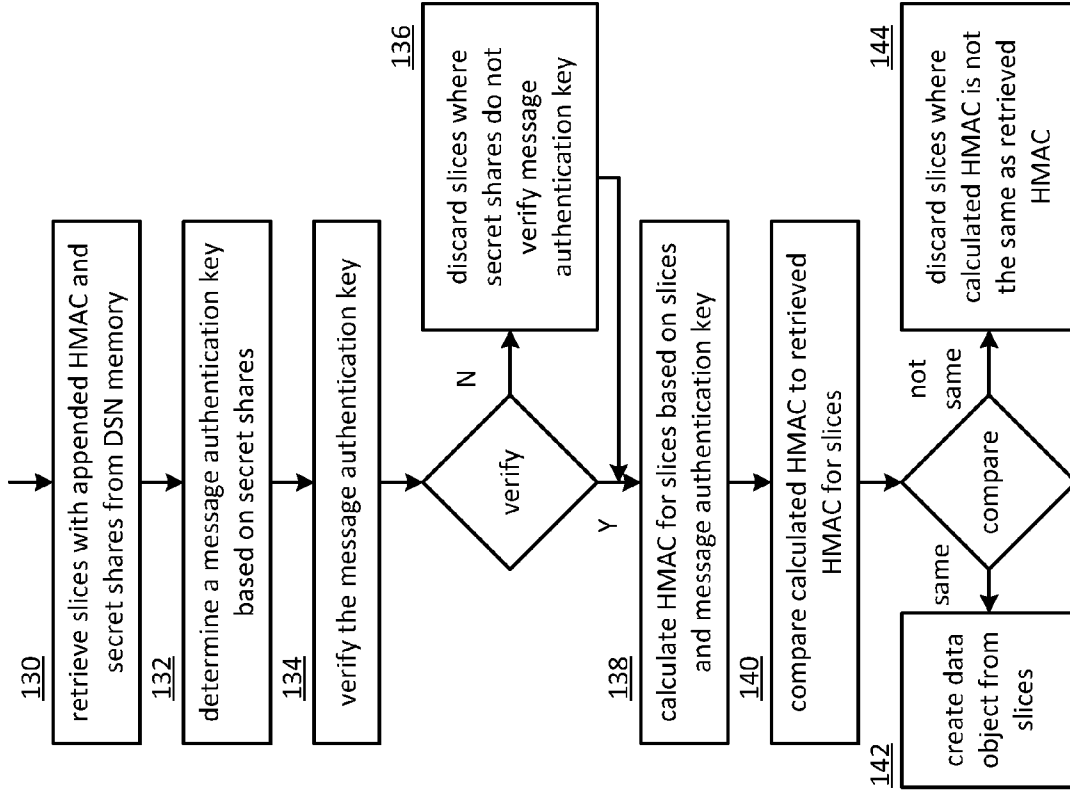 130
retrieve slices with appended HMAC and
secret shares from DSN memory
132
determine a message authentication key
based on secret shares
134
verify the message authentication key
verify
N
136
discard slices where
secret shares do not
verify message
authentication key
Y
138
calculate HMAC for slices based on slices
and message authentication key
140
compare calculated HMAC to retrieved
HMAC for slices
compare
same
142
create data
object from
slices
not
same
144
discard slices where
calculated HMAC is not
the same as retrieved
HMAC